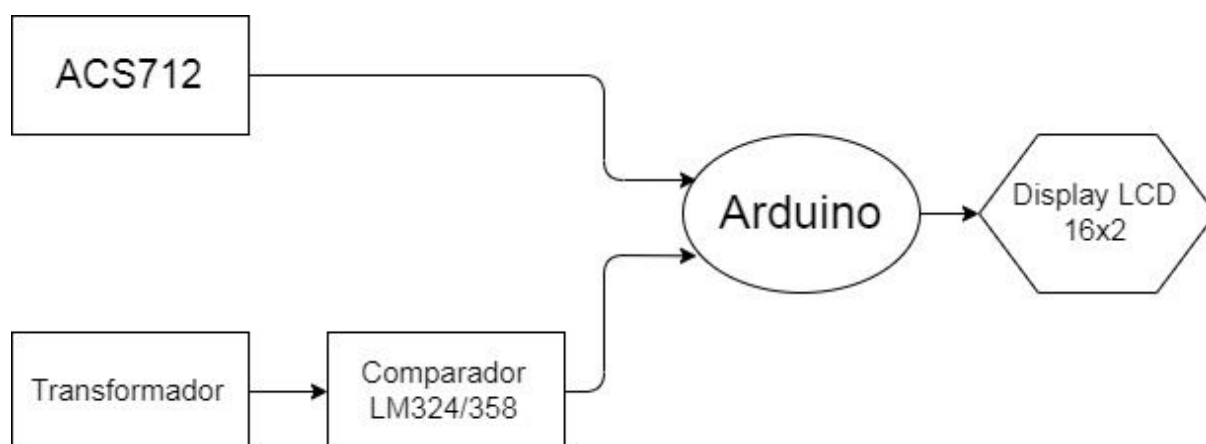 ACS712
Arduino
Display LCD
16x2
Transformador
Comparador
LM324/358